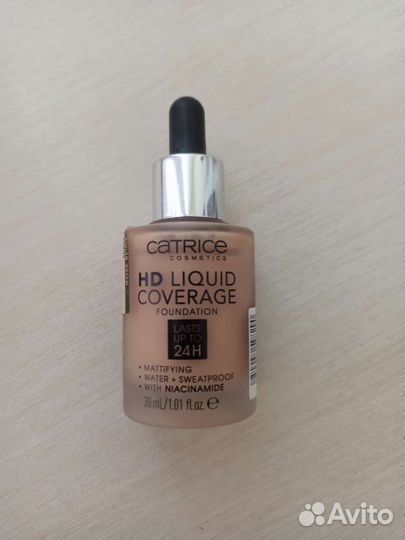 CATRICE
COSMETICS
HD LIQUID
COVERAGE
FOUNDATION
LASTS
UP TO
24H
• MATTIFYING
• WATER + SWEATPROOF
• WITH NIACINAMIDE
30 mL/1.01 fl.oz. e
Avito